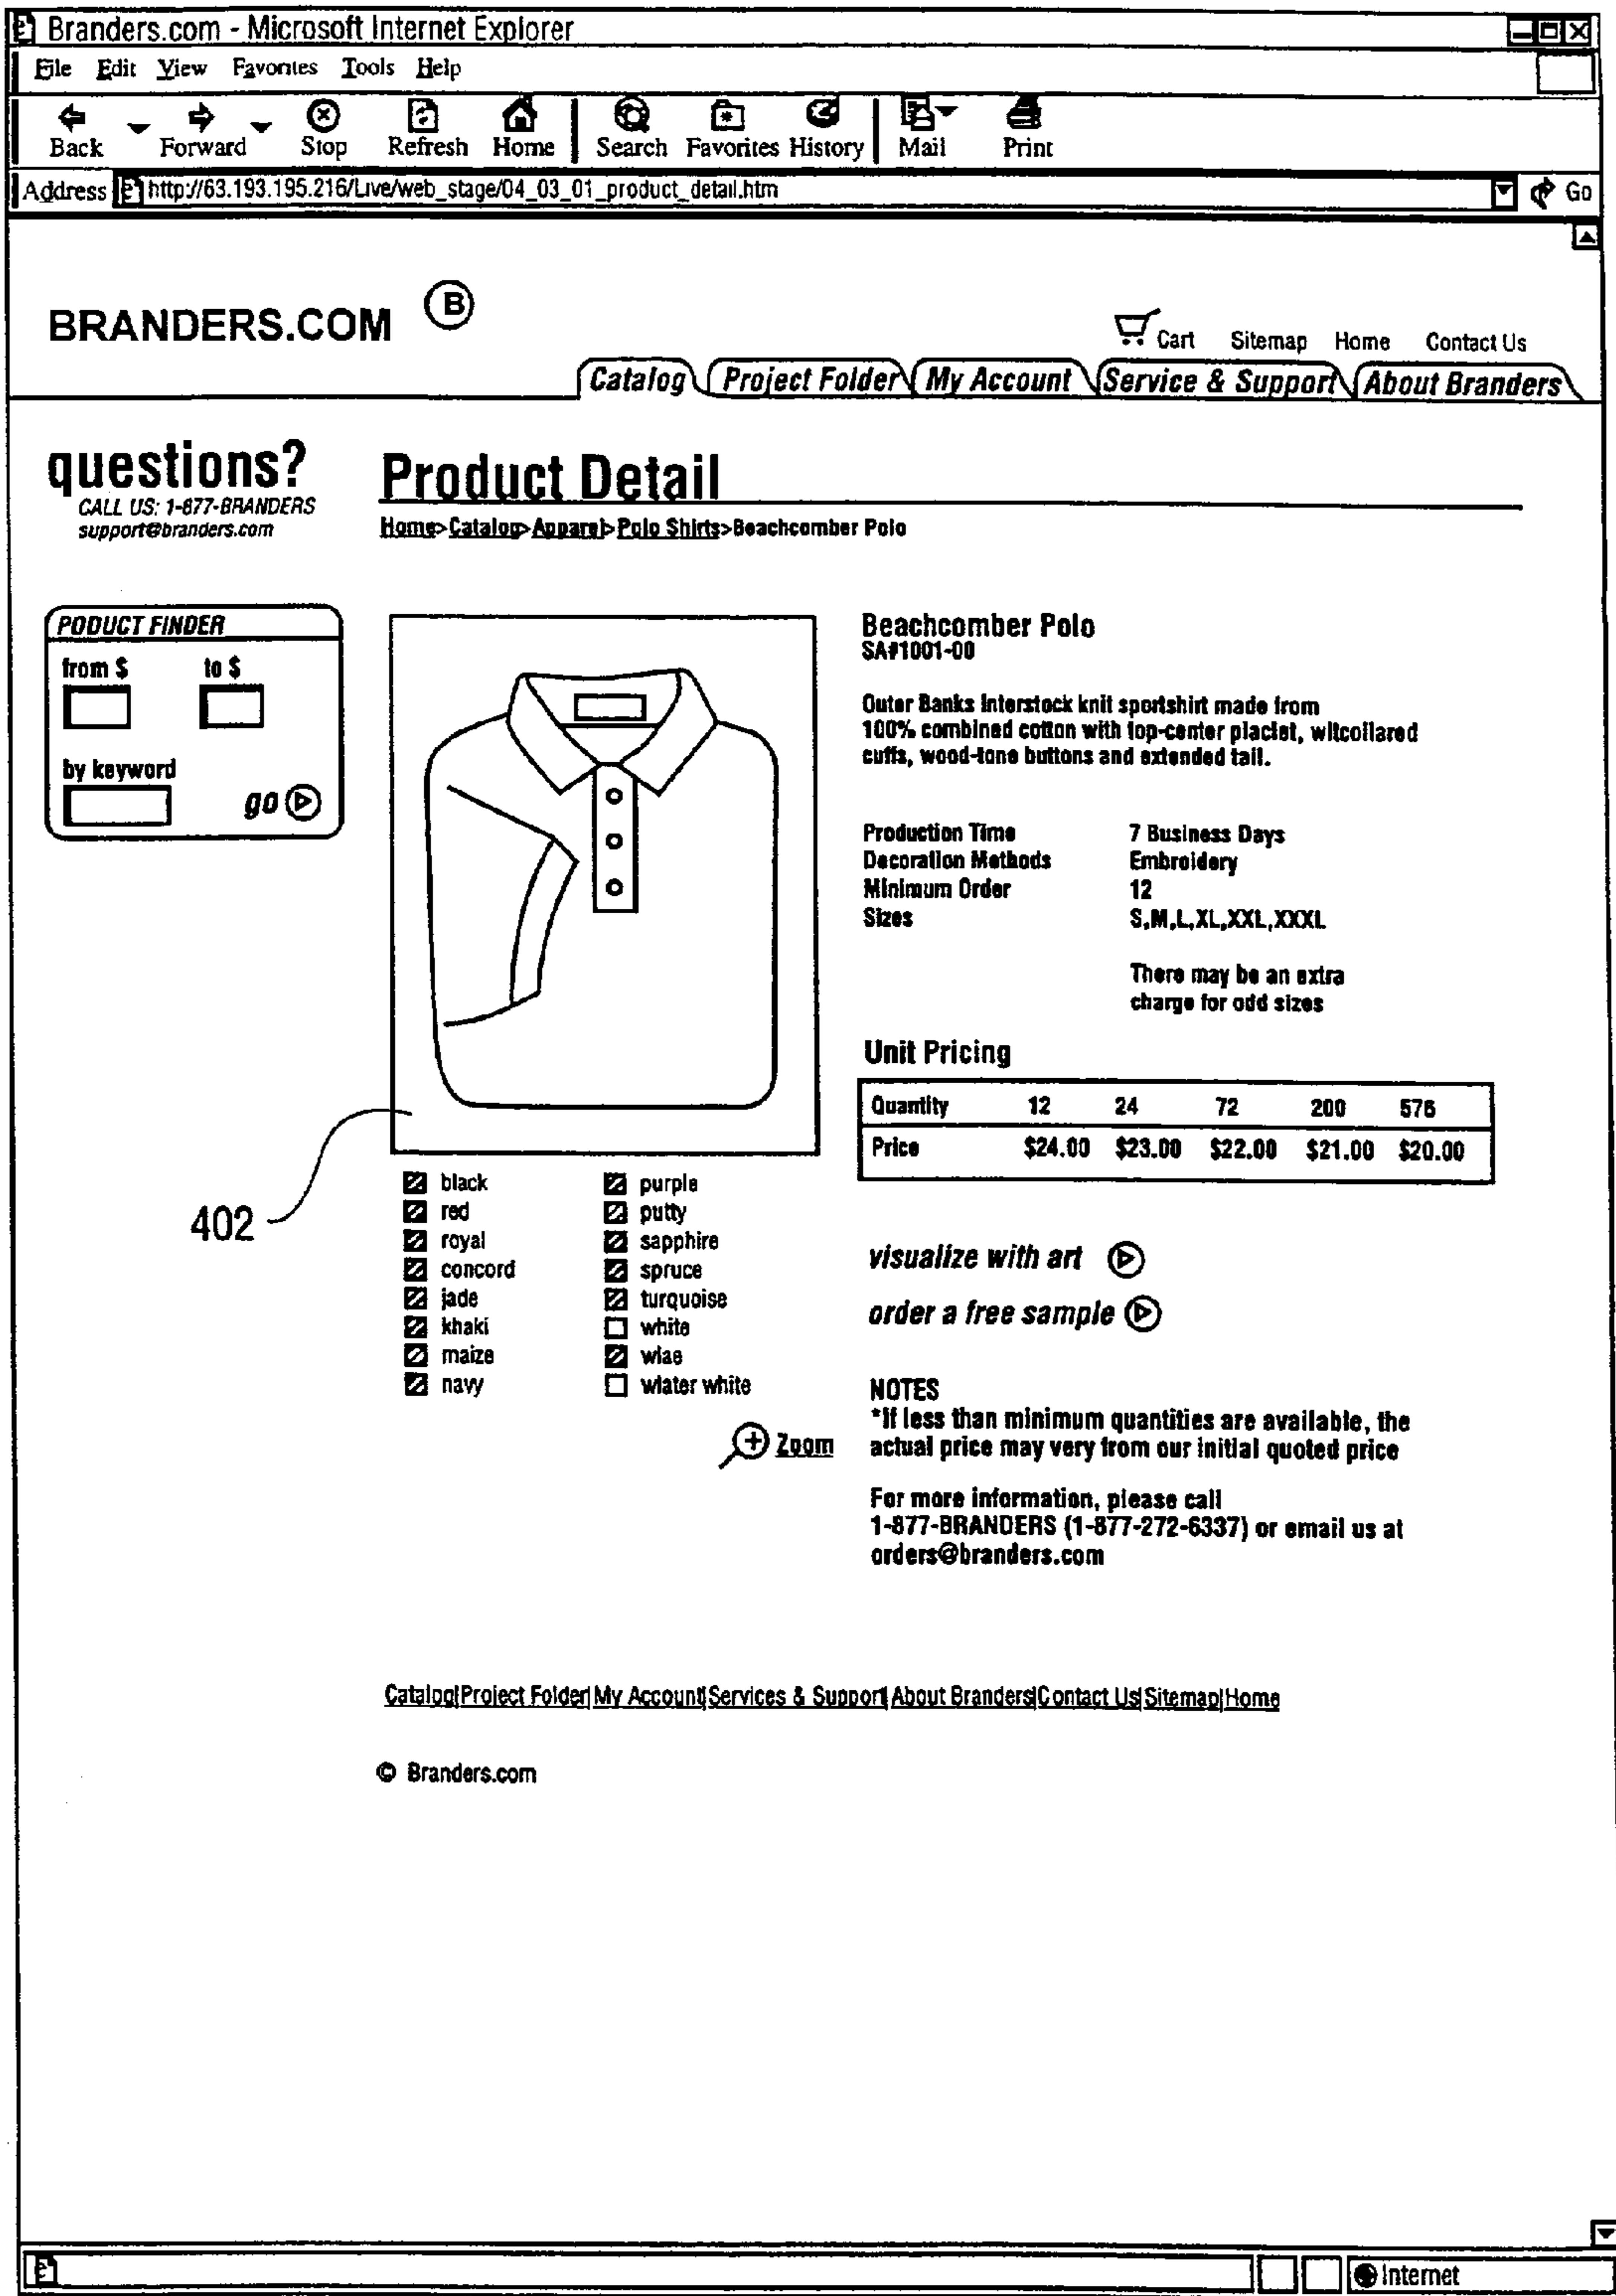 Branders.com - Microsoft Internet Explorer
File Edit View Favorites Tools Help
Back Forward Stop Refresh Home Search Favorites History Mail Print
Address http://63.193.195.216/Live/web_stage/04_03_01_product_detail.htm Go
BRANDERS.COM B
Cart Sitemap Home Contact Us
Catalog Project Folder My Account Service & Support About Branders
questions?
CALL US: 1-877-BRANDERS
support@branders.com
Product Detail
Home>Catalog>Apparel>Polo Shirts>Beachcomber Polo
PODUCT FINDER
from $ to $
by keyword
go
402
black
red
royal
concord
jade
khaki
maize
navy
purple
putty
sapphire
spruce
turquoise
white
wiae
wiater white
Zoom
Beachcomber Polo
SA#1001-00
Outer Banks Interstock knit sportshirt made from
100% combined cotton with top-center placlet, witcollared
cuffs, wood-tone buttons and extended tail.
Production Time 7 Business Days
Decoration Methods Embroidery
Minimum Order 12
Sizes S,M,L,XL,XXL,XXXL
There may be an extra
charge for odd sizes
Unit Pricing
Quantity 12 24 72 200 576
Price $24.00 $23.00 $22.00 $21.00 $20.00
visualize with art
order a free sample
NOTES
*If less than minimum quantities are available, the
actual price may very from our initial quoted price
For more information, please call
1-877-BRANDERS (1-877-272-6337) or email us at
orders@branders.com
Catalog|Project Folder|My Account|Services & Support|About Branders|Contact Us|Sitemap|Home
© Branders.com
Internet